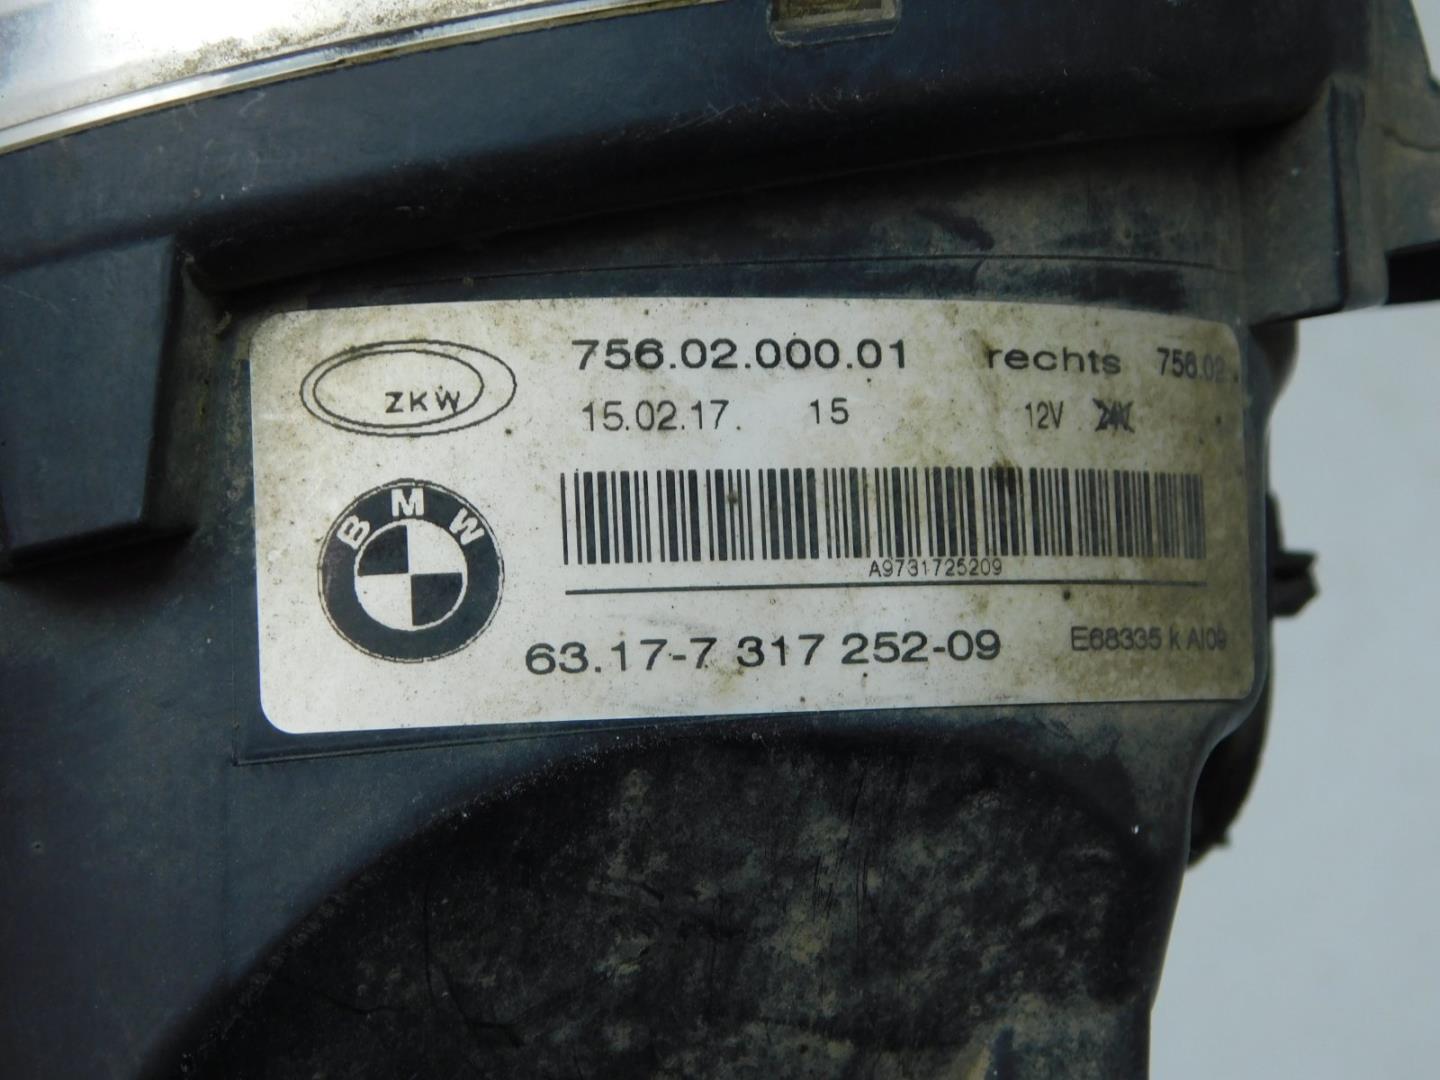 756.02.000.01 rechts 756.02
ZKW 15.02.17. 15 12V 24V
BMW
A9731725209
63.17-7 317 252-09 E68335 k AI09